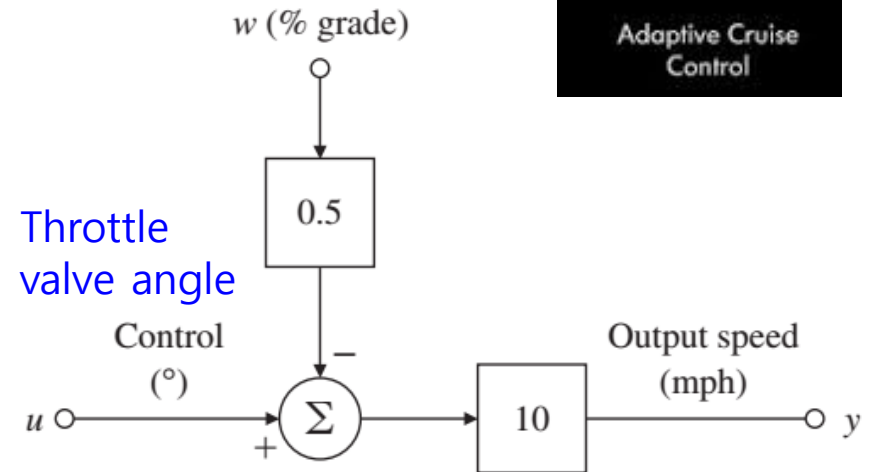 w (% grade)
Adaptive Cruise
Control
0.5
Throttle
valve angle
−
Control
(°)
Output speed
(mph)
u
+
Σ
10
y